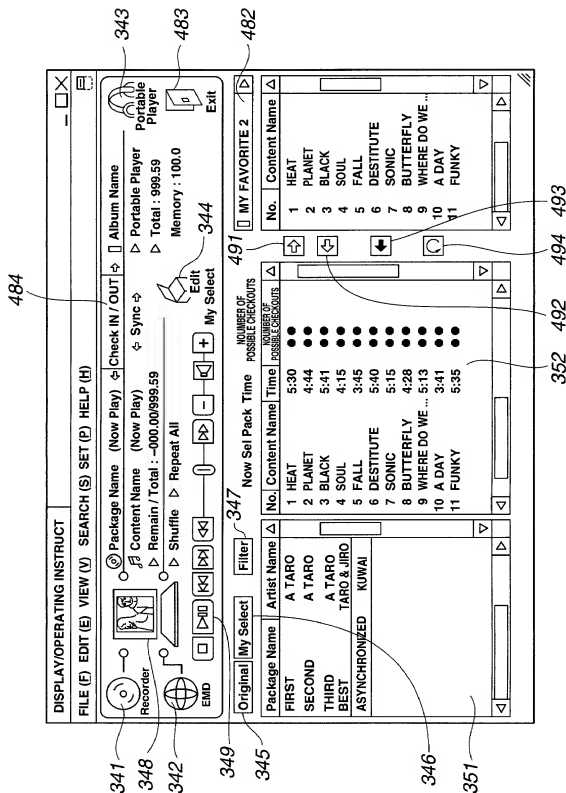 DISPLAY/OPERATING INSTRUCT
FILE (F) EDIT (E) VIEW (V) SEARCH (S) SET (P) HELP (H)
484
341
Recorder
348
342
EMD
349
345
346
347
343
Portable
Player
483
Exit
482
344
Edit
My Select
Package Name (Now Play)
Check IN / OUT
Album Name
Content Name (Now Play)
Sync
Portable Player
Remain / Total : –000.00/999.59
Total : 999.59
Shuffle
Repeat All
Memory : 100.0
Original
My Select
Filter
Now Sel Pack Time
NOUMBER OF
POSSIBLE CHECKOUTS
MY FAVORITE 2
Package Name Artist Name
FIRST A TARO
SECOND A TARO
THIRD A TARO
BEST TARO & JIRO
ASYNCHRONIZED KUWAI
351
No. Content Name Time NOUMBER OF
POSSIBLE CHECKOUTS
1 HEAT 5:30 ●●
2 PLANET 4:44 ●●
3 BLACK 5:41 ●●
4 SOUL 4:15 ●●
5 FALL 3:45 ●●
6 DESTITUTE 5:40 ●●
7 SONIC 5:15 ●●
8 BUTTERFLY 4:28 ●●
9 WHERE DO WE ... 5:13 ●●
10 A DAY 3:41 ●●
11 FUNKY 5:35 ●●
352
491
492
493
494
No. Content Name
1 HEAT
2 PLANET
3 BLACK
4 SOUL
5 FALL
6 DESTITUTE
7 SONIC
8 BUTTERFLY
9 WHERE DO WE ...
10 A DAY
11 FUNKY